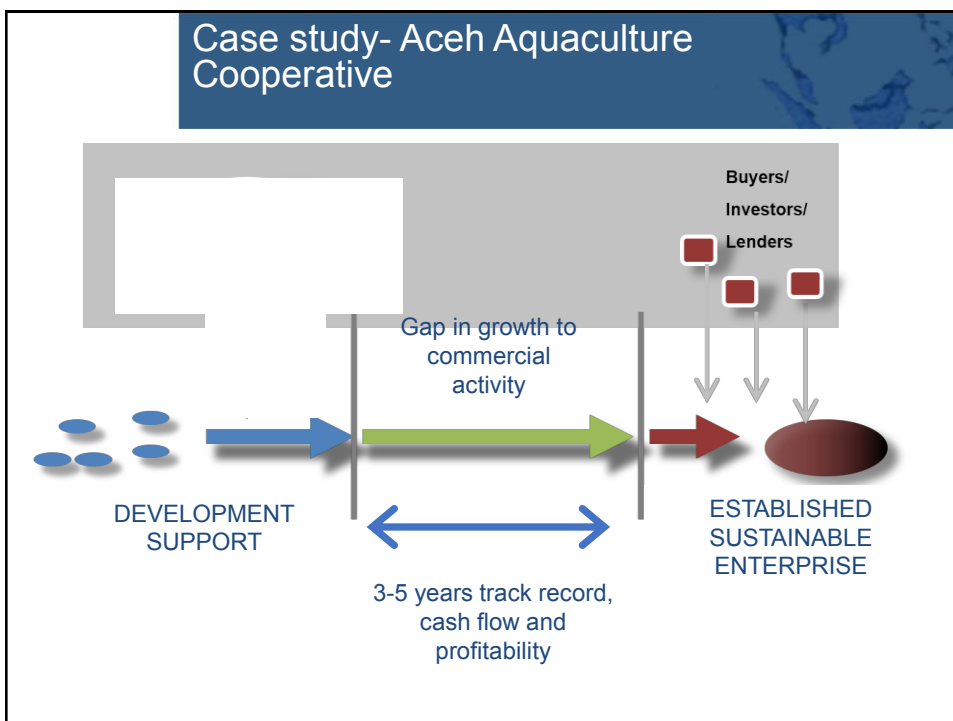 Case study- Aceh Aquaculture
Cooperative
Buyers/
Investors/
Lenders
Gap in growth to
commercial
activity
DEVELOPMENT
SUPPORT
ESTABLISHED
SUSTAINABLE
ENTERPRISE
3-5 years track record,
cash flow and
profitability